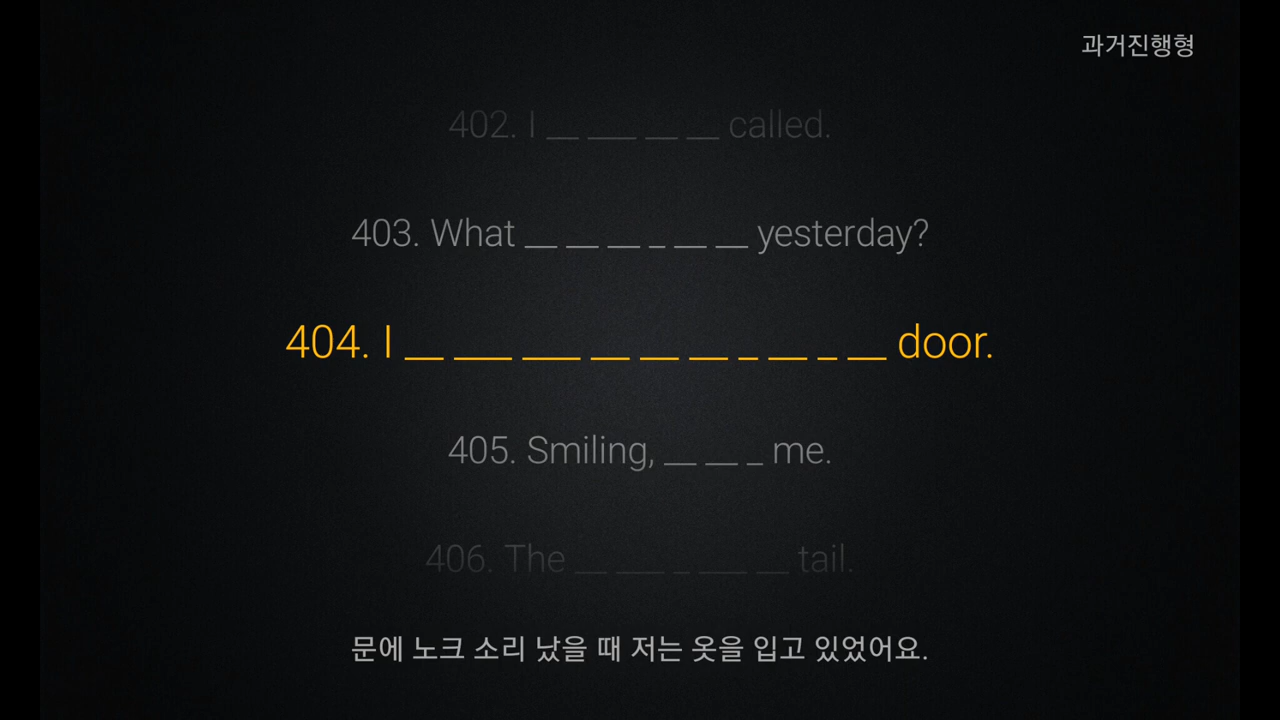 과거진행형
402. I __ ___ __ __ called.
403. What __ __ __ _ __ __ yesterday?
404. I __ ___ ___ __ __ __ _ __ _ __ door.
405. Smiling, __ __ _ me.
406. The __ ___ _ ___ __ tail.
문에 노크 소리 났을 때 저는 옷을 입고 있었어요.